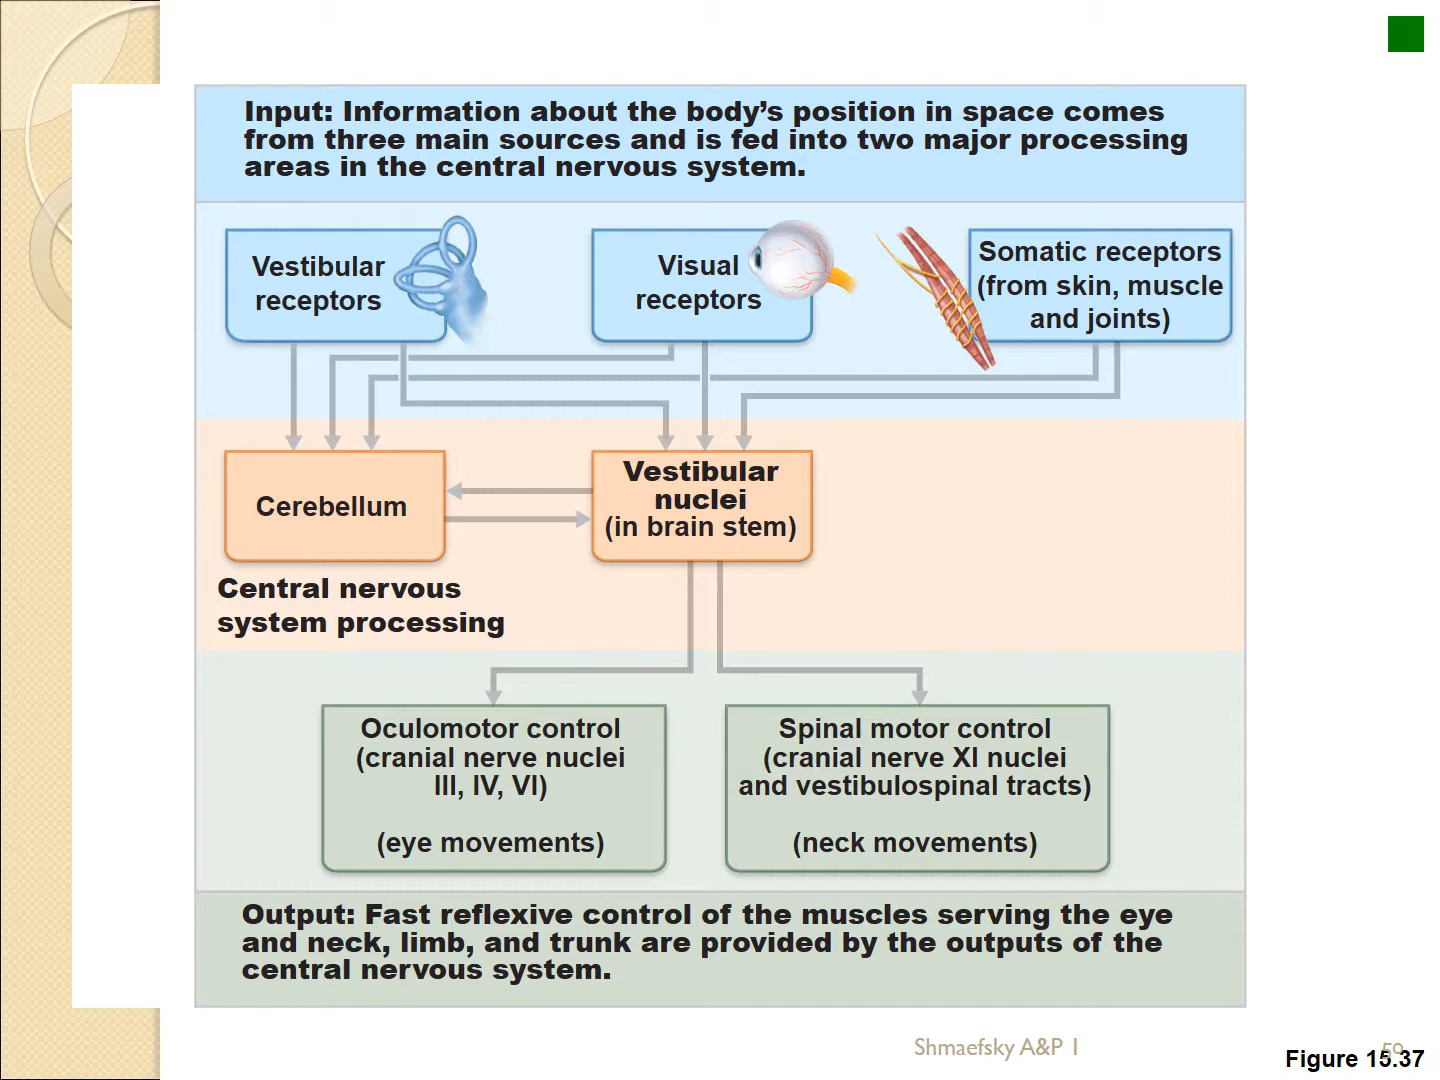 Input: Information about the body’s position in space comes
from three main sources and is fed into two major processing
areas in the central nervous system.
Vestibular
receptors
Visual
receptors
Somatic receptors
(from skin, muscle
and joints)
Cerebellum
Vestibular
nuclei
(in brain stem)
Central nervous
system processing
Oculomotor control
(cranial nerve nuclei
III, IV, VI)
(eye movements)
Spinal motor control
(cranial nerve XI nuclei
and vestibulospinal tracts)
(neck movements)
Output: Fast reflexive control of the muscles serving the eye
and neck, limb, and trunk are provided by the outputs of the
central nervous system.
Shmaefsky A&P 1
59
Figure 15.37